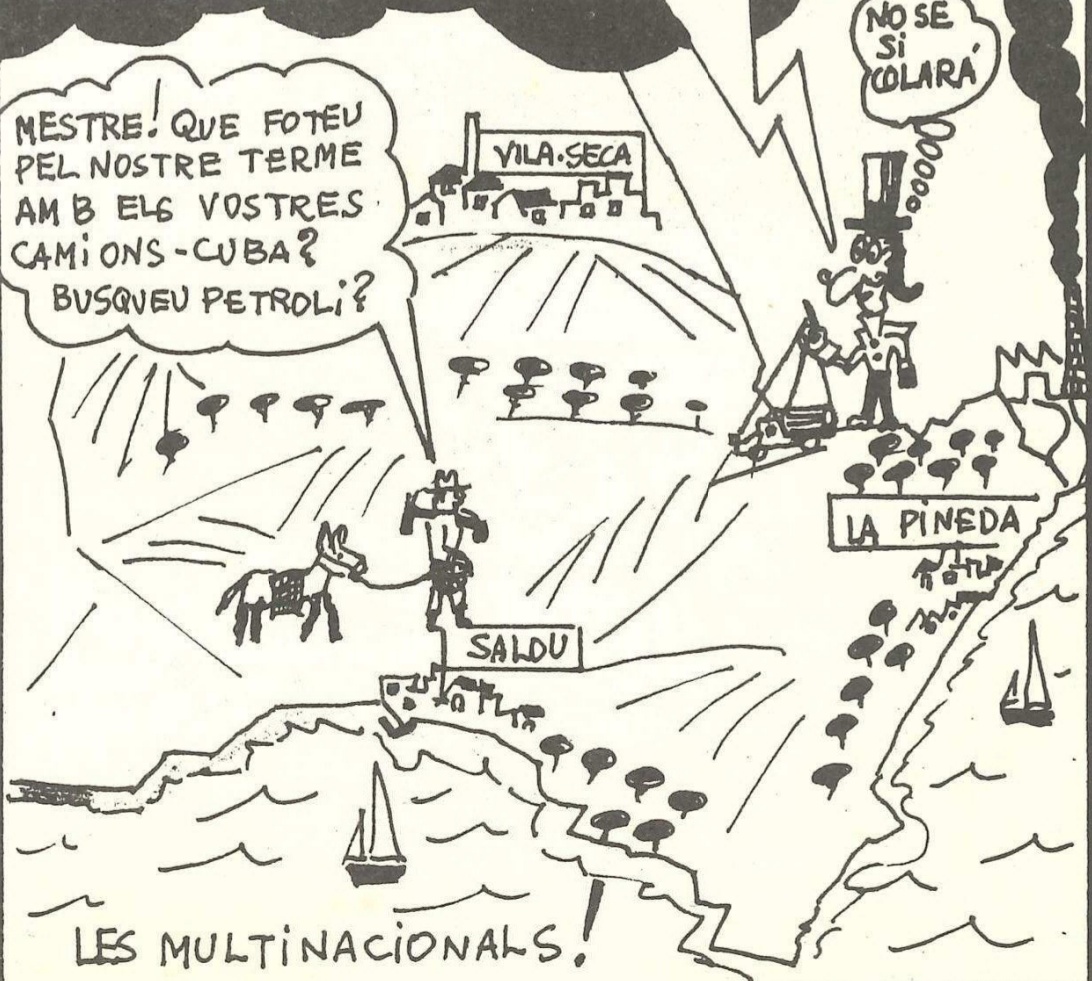 NO SE
Si
COLARÁ
MESTRE! QUE FOTEU
PEL NOSTRE TERME
AMB ELS VOSTRES
CAMiONS-CUBA?
BUSQUEU PETROLi?
VILA·SECA
LA PiNEDA
SALOU
LES MULTiNACiONALS!